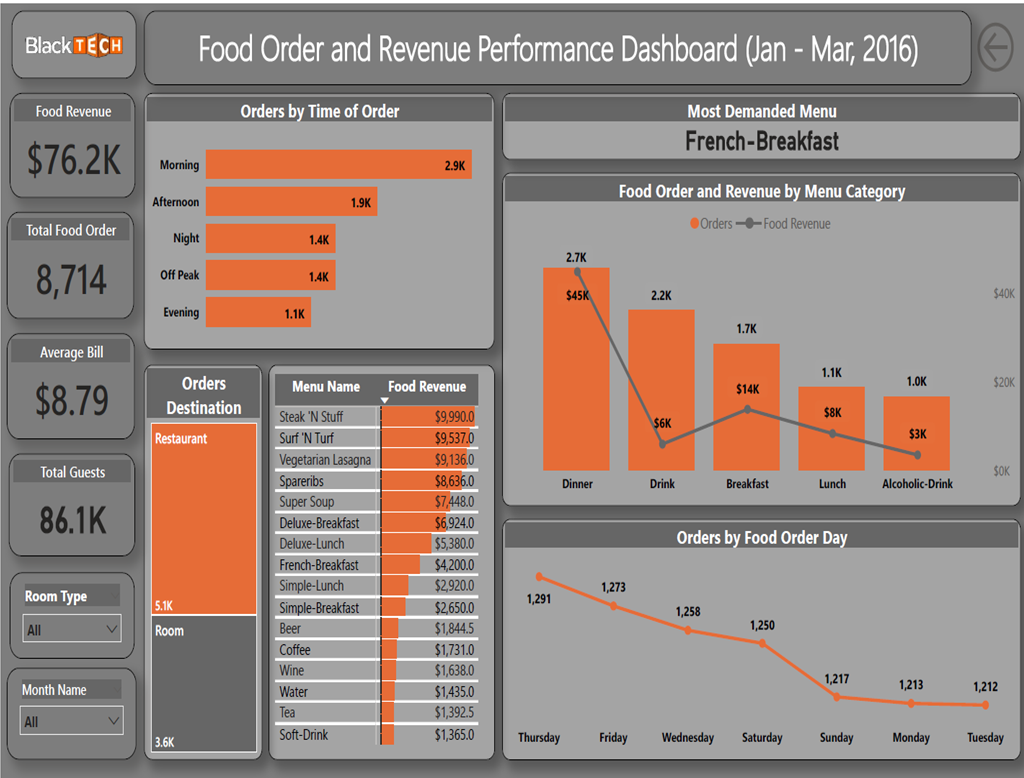 BlackTECH
Food Order and Revenue Performance Dashboard (Jan - Mar, 2016)
Food Revenue
$76.2K
Total Food Order
8,714
Average Bill
$8.79
Total Guests
86.1K
Room Type
All
Month Name
All
Orders by Time of Order
Morning 2.9K
Afternoon 1.9K
Night 1.4K
Off Peak 1.4K
Evening 1.1K
Orders
Destination
Restaurant
5.1K
Room
3.6K
Menu Name Food Revenue
Steak 'N Stuff $9,990.0
Surf 'N Turf $9,537.0
Vegetarian Lasagna $9,136.0
Spareribs $8,636.0
Super Soup $7,448.0
Deluxe-Breakfast $6,924.0
Deluxe-Lunch $5,380.0
French-Breakfast $4,200.0
Simple-Lunch $2,920.0
Simple-Breakfast $2,650.0
Beer $1,844.5
Coffee $1,731.0
Wine $1,638.0
Water $1,435.0
Tea $1,392.5
Soft-Drink $1,365.0
Most Demanded Menu
French-Breakfast
Food Order and Revenue by Menu Category
Orders Food Revenue
2.7K 2.2K 1.7K 1.1K 1.0K
$45K $6K $14K $8K $3K
$40K
$20K
$0K
Dinner Drink Breakfast Lunch Alcoholic-Drink
Orders by Food Order Day
1,291 1,273 1,258 1,250 1,217 1,213 1,212
Thursday Friday Wednesday Saturday Sunday Monday Tuesday